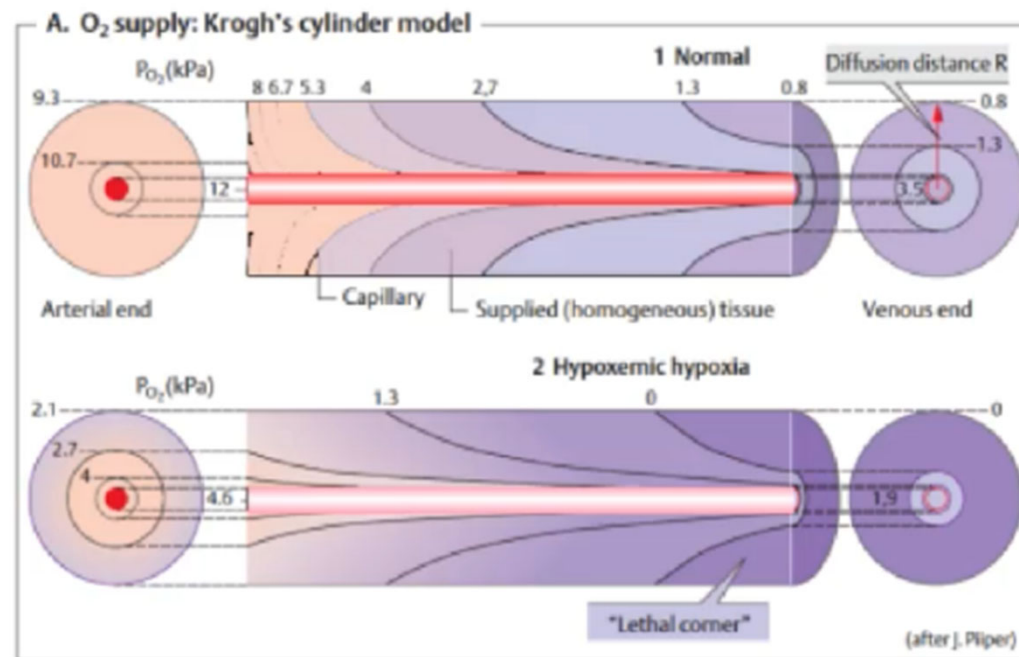 A. O₂ supply: Krogh's cylinder model
1 Normal
Diffusion distance R
P_O₂ (kPa)
8 6.7 5.3 4 2,7 1.3 0.8
9.3
0.8
10.7
1.3
12
3.5
Capillary
Arterial end
Supplied (homogeneous) tissue
Venous end
2 Hypoxemic hypoxia
P_O₂ (kPa)
1.3 0
2.1
0
2.7
4
4.6
1,9
"Lethal corner"
(after J. Piiper)